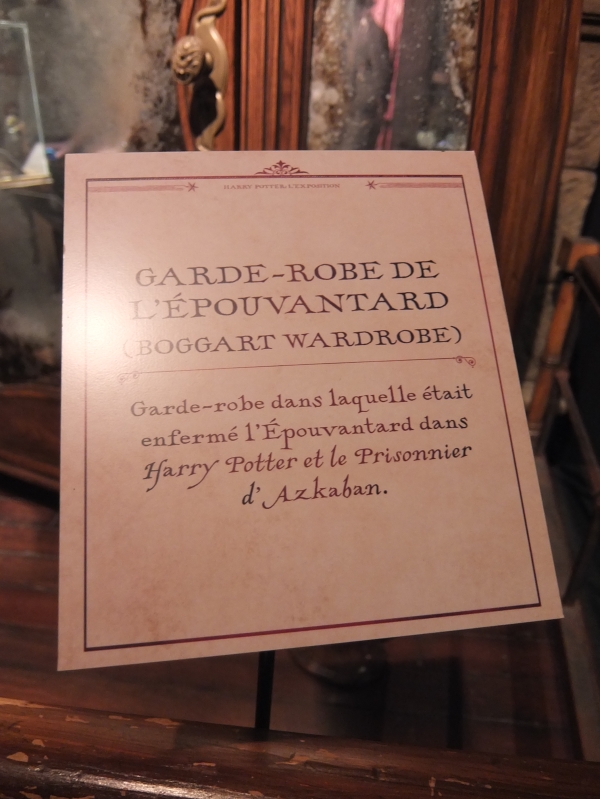 HARRY POTTER: L'EXPOSITION
GARDE-ROBE DE
L'ÉPOUVANTARD
(BOGGART WARDROBE)
Garde-robe dans laquelle était
enfermé l'Épouvantard dans
Harry Potter et le Prisonnier
d'Azkaban.